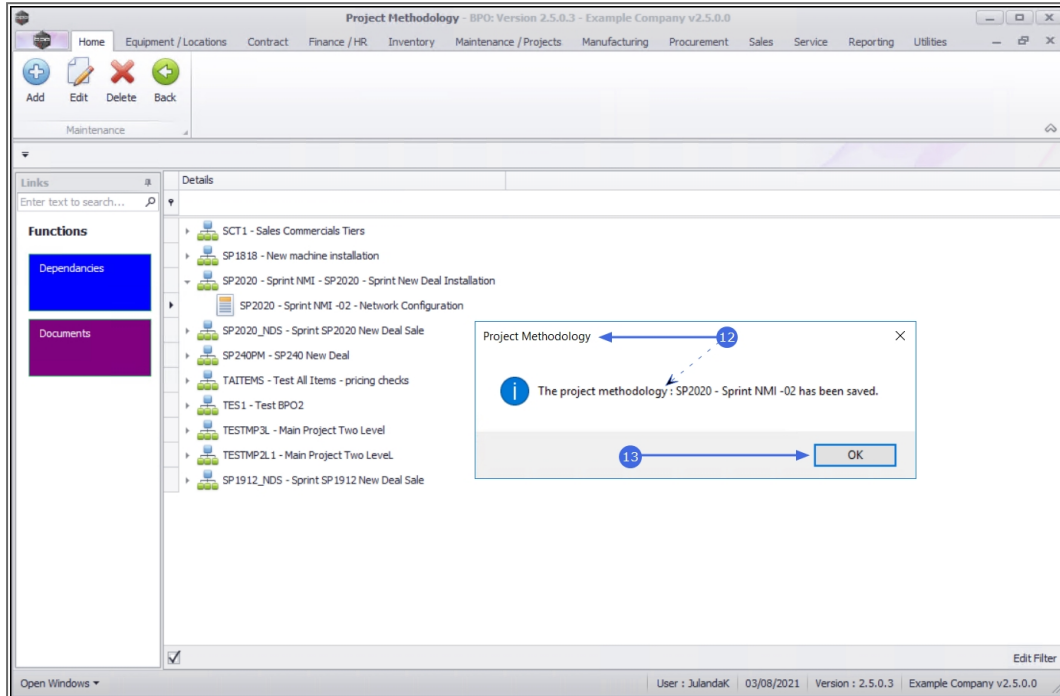 Project Methodology - BPO: Version 2.5.0.3 - Example Company v2.5.0.0
Home Equipment / Locations Contract Finance / HR Inventory Maintenance / Projects Manufacturing Procurement Sales Service Reporting Utilities
Add Edit Delete Back
Maintenance
Links
Details
Enter text to search...
Functions
Dependancies
Documents
SCT1 - Sales Commercials Tiers
SP1818 - New machine installation
SP2020 - Sprint NMI - SP2020 - Sprint New Deal Installation
SP2020 - Sprint NMI -02 - Network Configuration
SP2020_NDS - Sprint SP2020 New Deal Sale
SP240PM - SP240 New Deal
TAITEMS - Test All Items - pricing checks
TES1 - Test BPO2
TESTMP3L - Main Project Two Level
TESTMP2L1 - Main Project Two LeveL
SP1912_NDS - Sprint SP1912 New Deal Sale
Project Methodology
12
The project methodology : SP2020 - Sprint NMI -02 has been saved.
13
OK
Edit Filter
Open Windows
User : JulandaK 03/08/2021 Version : 2.5.0.3 Example Company v2.5.0.0